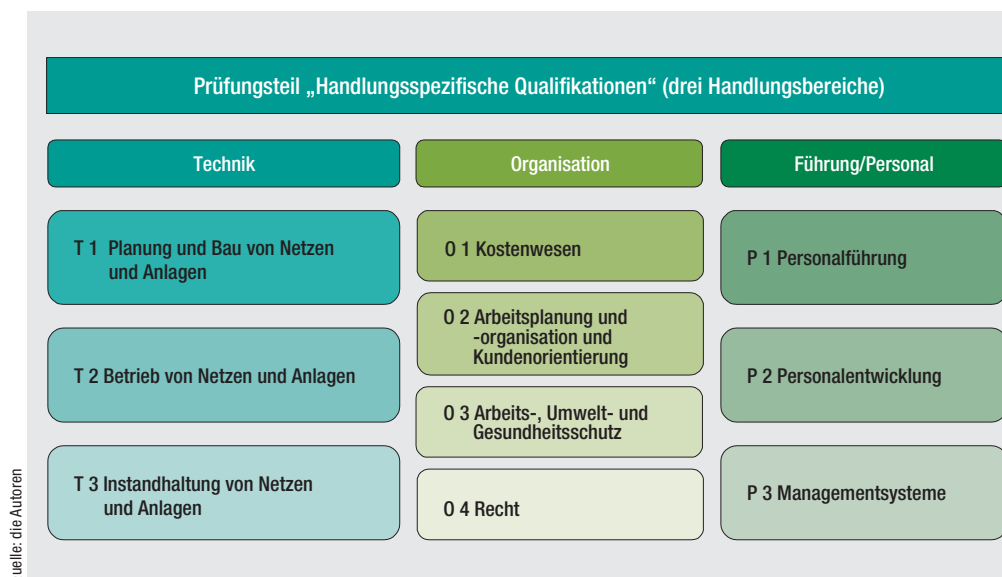 Prüfungsteil „Handlungsspezifische Qualifikationen“ (drei Handlungsbereiche)
Technik
T 1 Planung und Bau von Netzen
und Anlagen
T 2 Betrieb von Netzen und Anlagen
T 3 Instandhaltung von Netzen
und Anlagen
Organisation
O 1 Kostenwesen
O 2 Arbeitsplanung und
-organisation und
Kundenorientierung
O 3 Arbeits-, Umwelt- und
Gesundheitsschutz
O 4 Recht
Führung/Personal
P 1 Personalführung
P 2 Personalentwicklung
P 3 Managementsysteme
uelle: die Autoren